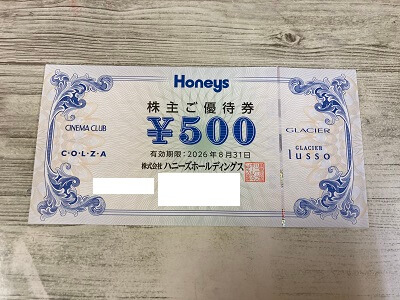 Honeys
株主ご優待券
CINEMA CLUB
¥500
GLACIER
C・O・L・Z・A
GLACIER
lusso
有効期限：2026年8月31日
株式会社 ハニーズホールディングス